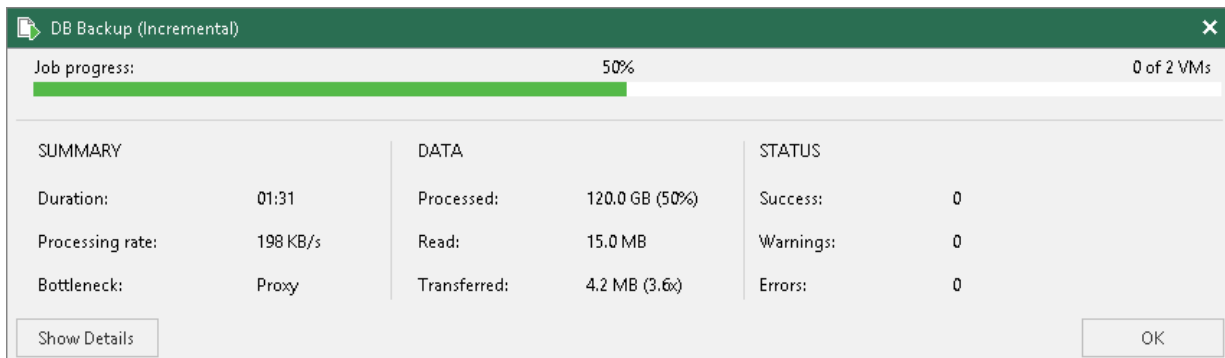 DB Backup (Incremental)
Job progress: 50% 0 of 2 VMs
SUMMARY DATA STATUS
Duration: 01:31 Processed: 120.0 GB (50%) Success: 0
Processing rate: 198 KB/s Read: 15.0 MB Warnings: 0
Bottleneck: Proxy Transferred: 4.2 MB (3.6x) Errors: 0
Show Details OK